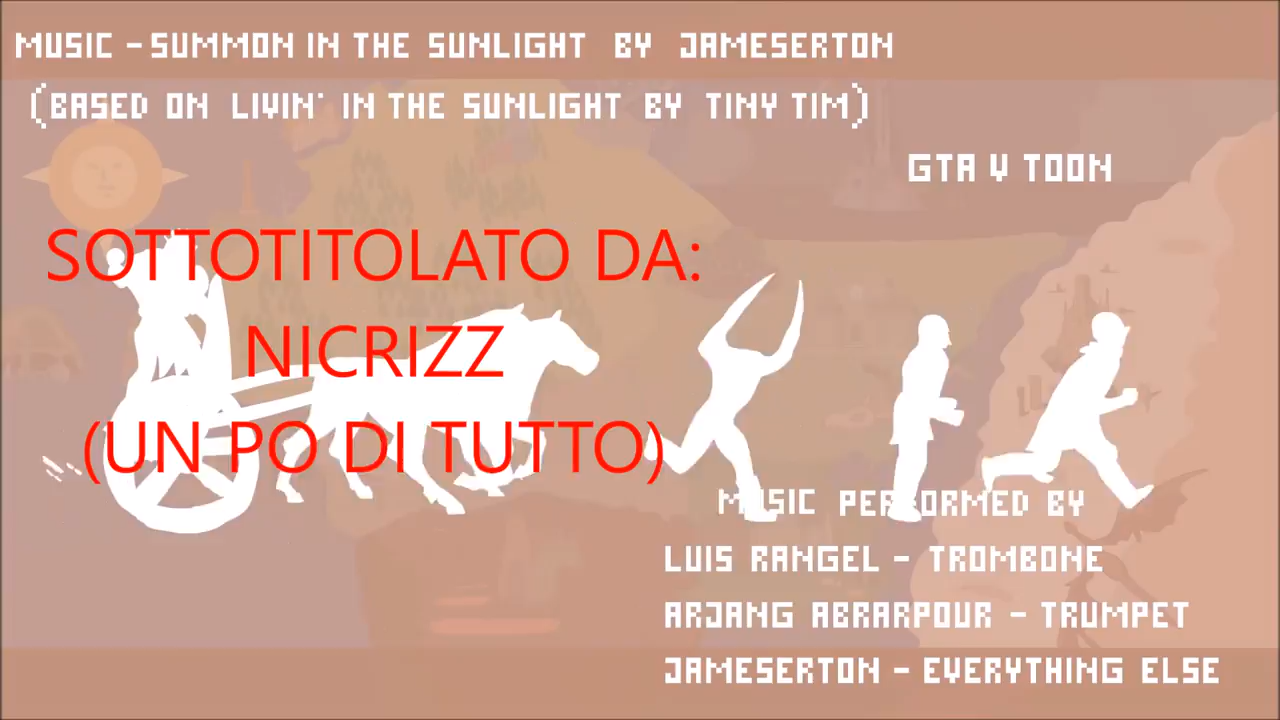 MUSIC - SUMMON IN THE SUNLIGHT BY JAMESERTON
(BASED ON LIVIN' IN THE SUNLIGHT BY TINY TIM)
GTA V TOON
SOTTOTITOLATO DA:
NICRIZZ
(UN PO DI TUTTO)
MUSIC PERFORMED BY
LUIS RANGEL - TROMBONE
ARJANG ABRARPOUR - TRUMPET
JAMESERTON - EVERYTHING ELSE